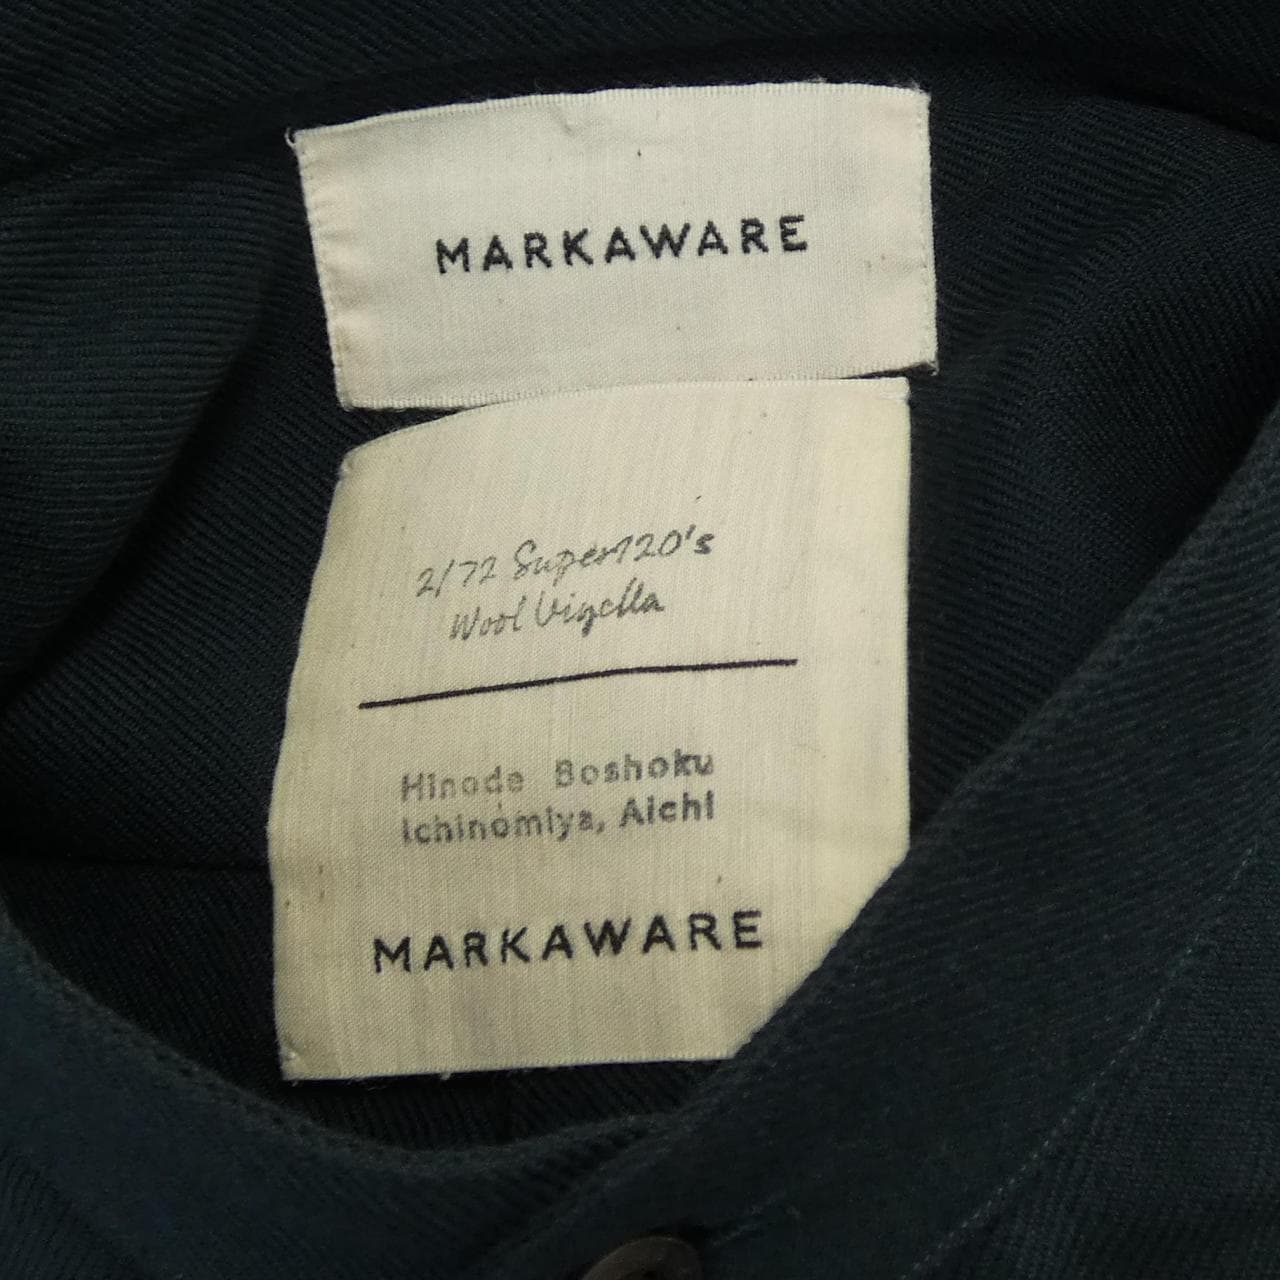 MARKAWARE
2/72 Super120's
Wool Viyella
Hinode Boshoku
Ichinomiya, Aichi
MARKAWARE